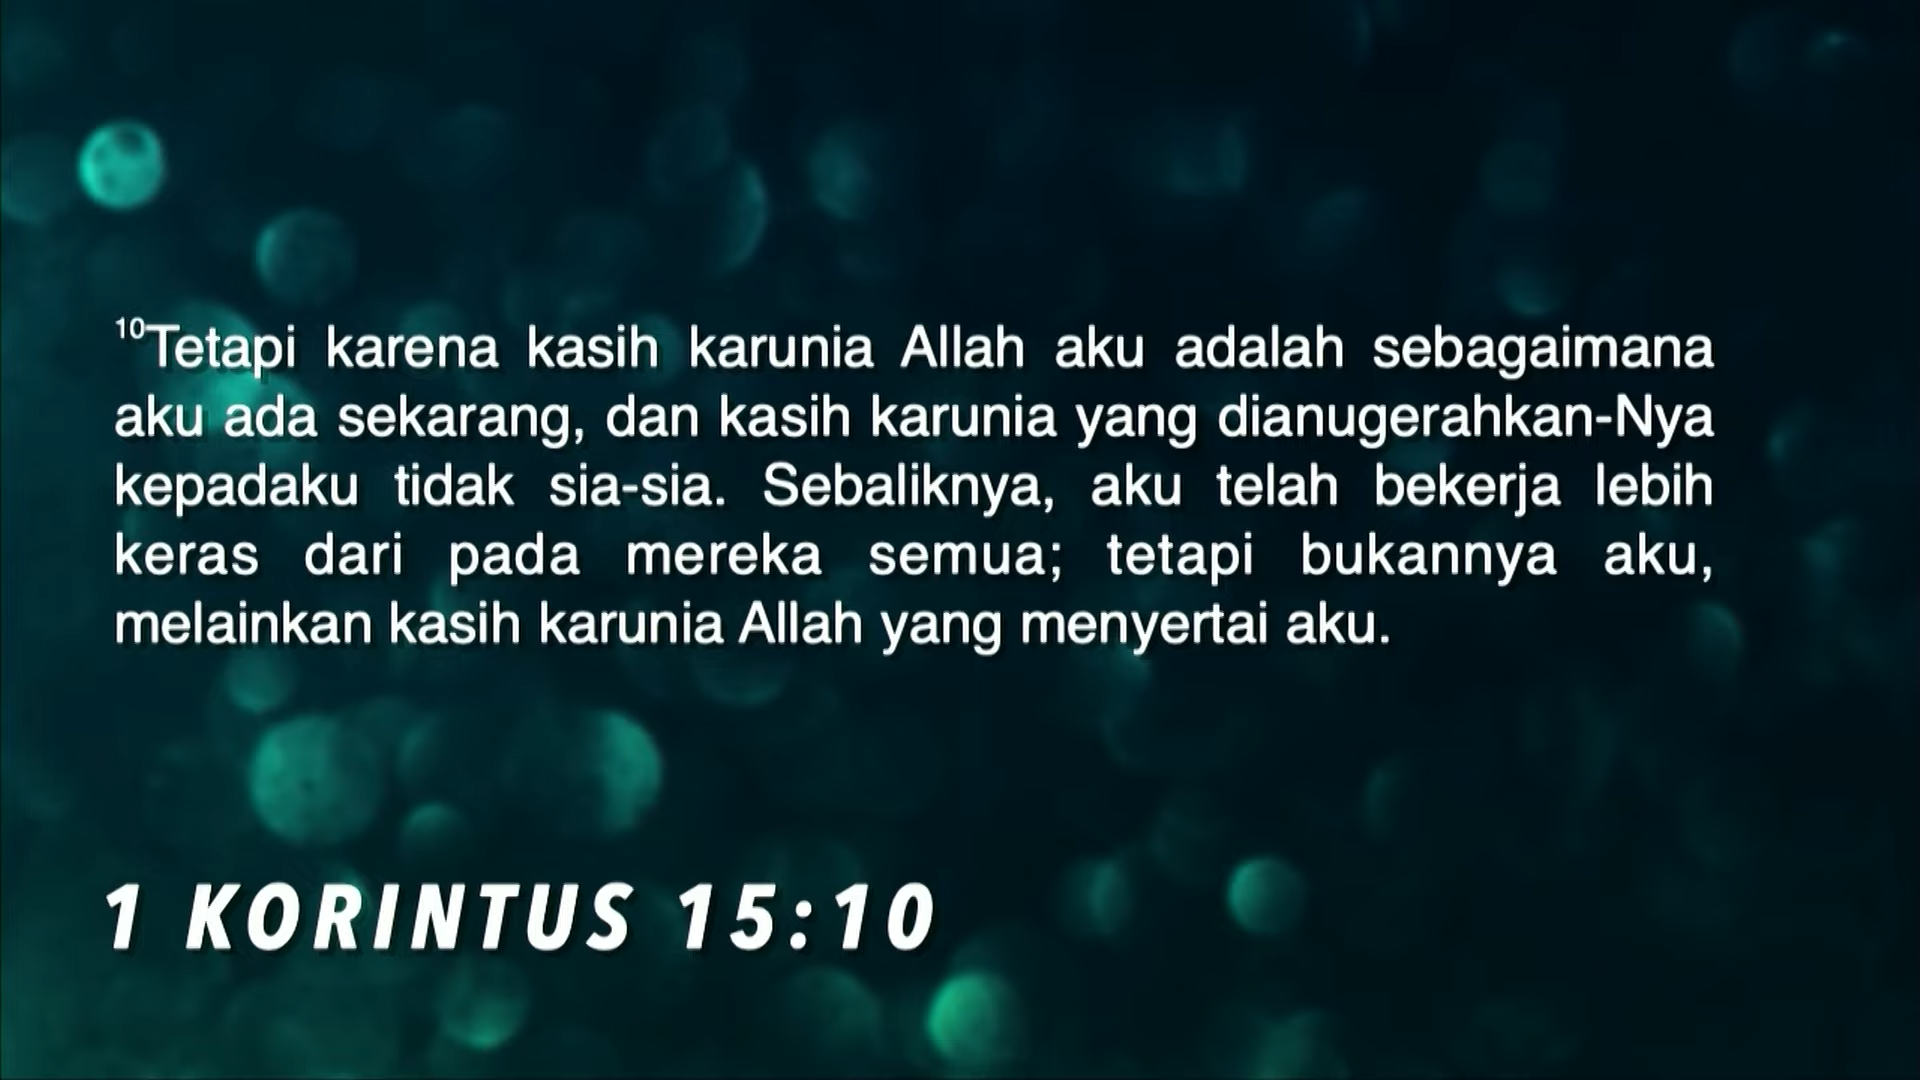 10Tetapi karena kasih karunia Allah aku adalah sebagaimana
aku ada sekarang, dan kasih karunia yang dianugerahkan-Nya
kepadaku tidak sia-sia. Sebaliknya, aku telah bekerja lebih
keras dari pada mereka semua; tetapi bukannya aku,
melainkan kasih karunia Allah yang menyertai aku.
1 KORINTUS 15:10